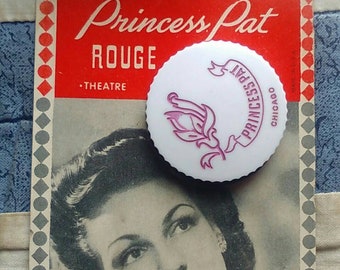 Princess Pat
ROUGE
•THEATRE
PRINCESS PAT
CHICAGO